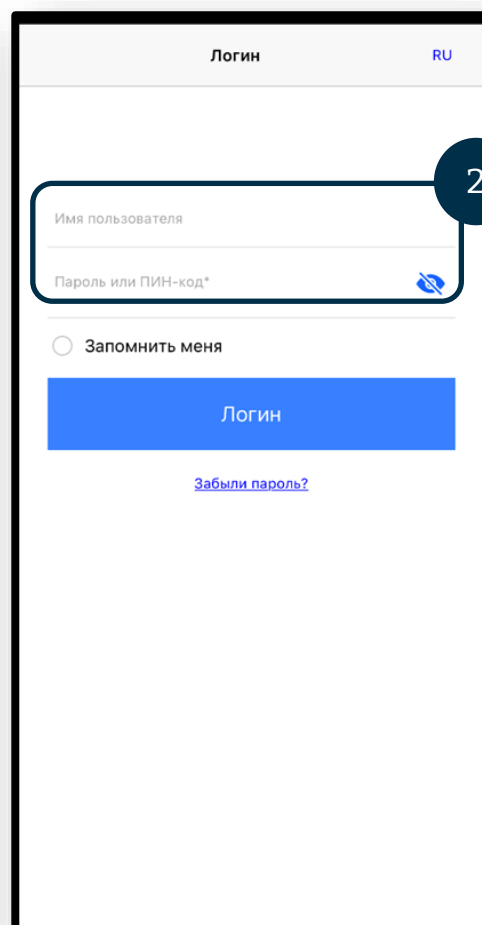 Логин
RU
2
Имя пользователя
Пароль или ПИН-код*
Запомнить меня
Логин
Забыли пароль?